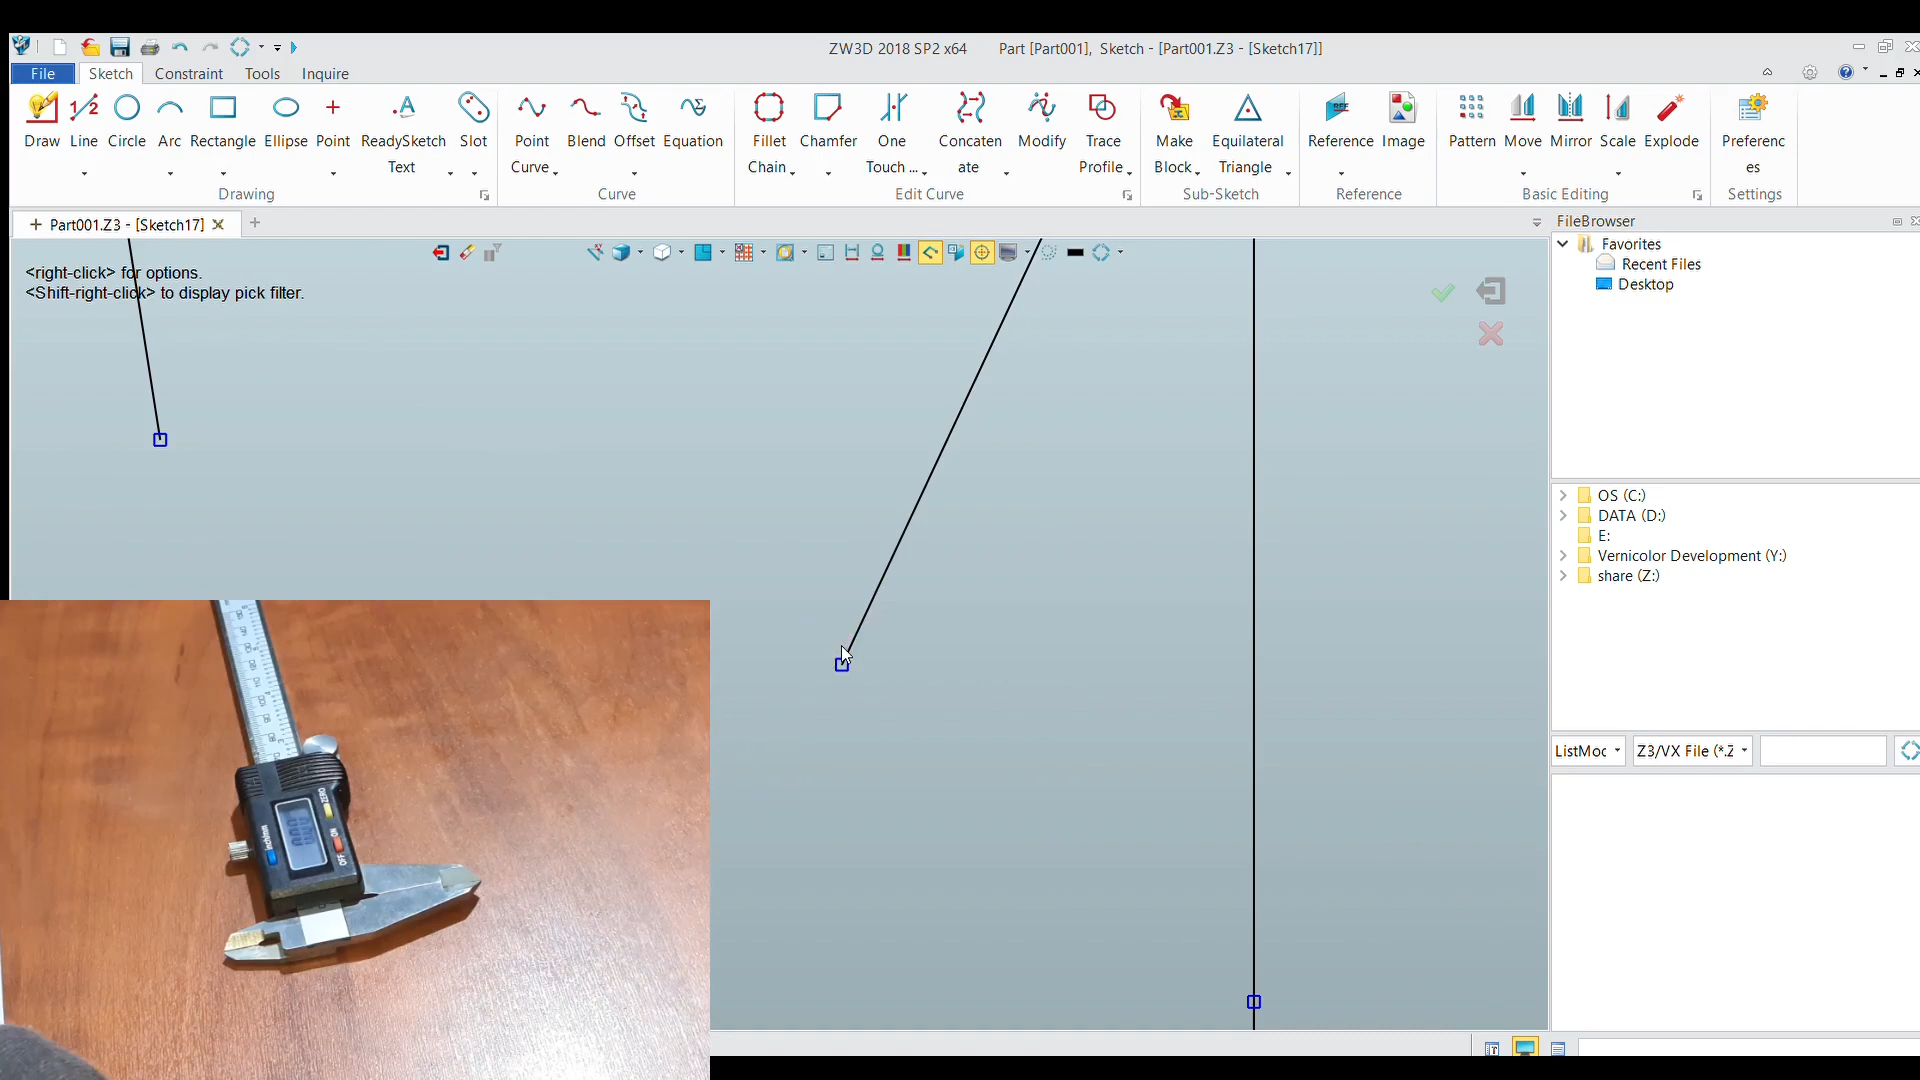 ZW3D 2018 SP2 x64 Part [Part001], Sketch - [Part001.Z3 - [Sketch17]]
File Sketch Constraint Tools Inquire
Draw Line Circle Arc Rectangle Ellipse Point ReadySketch Text Slot
Drawing
Point Curve Blend Offset Equation
Curve
Fillet Chain Chamfer One Touch ... Concaten ate Modify Trace Profile
Edit Curve
Make Block Equilateral Triangle
Sub-Sketch
Reference Image
Reference
Pattern Move Mirror Scale Explode
Basic Editing
Preferenc es
Settings
Part001.Z3 - [Sketch17]
<right-click> for options.
<Shift-right-click> to display pick filter.
FileBrowser
Favorites
Recent Files
Desktop
OS (C:)
DATA (D:)
E:
Vernicolor Development (Y:)
share (Z:)
ListMoc Z3/VX File (*.Z
ZERO
inch/mm
ON
OFF